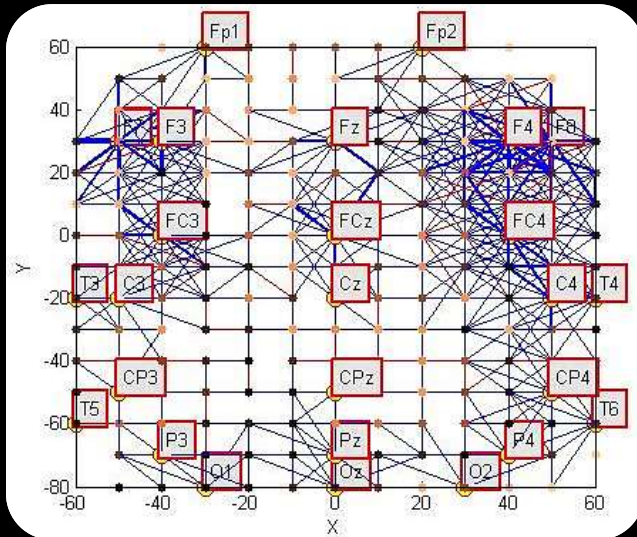 Fp1 Fp2
60
40
F7 F3 Fz F4 F8
20
FC3 FCz FC4
0
Y
T3 C3 Cz C4 T4
-20
-40
CP3 CPz CP4
T5 T6
-60
P3 Pz P4
O1 Oz O2
-80
-60 -40 -20 0 20 40 60
X